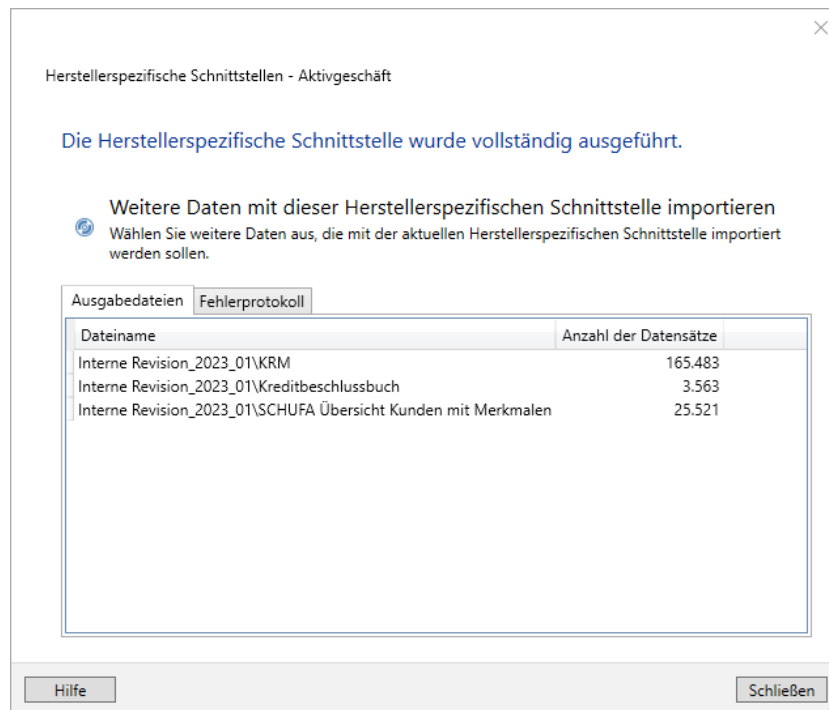 Herstellerspezifische Schnittstellen - Aktivgeschäft
Die Herstellerspezifische Schnittstelle wurde vollständig ausgeführt.
Weitere Daten mit dieser Herstellerspezifischen Schnittstelle importieren
Wählen Sie weitere Daten aus, die mit der aktuellen Herstellerspezifischen Schnittstelle importiert
werden sollen.
Ausgabedateien Fehlerprotokoll
Dateiname Anzahl der Datensätze
Interne Revision_2023_01\KRM 165.483
Interne Revision_2023_01\Kreditbeschlussbuch 3.563
Interne Revision_2023_01\SCHUFA Übersicht Kunden mit Merkmalen 25.521
Hilfe Schließen